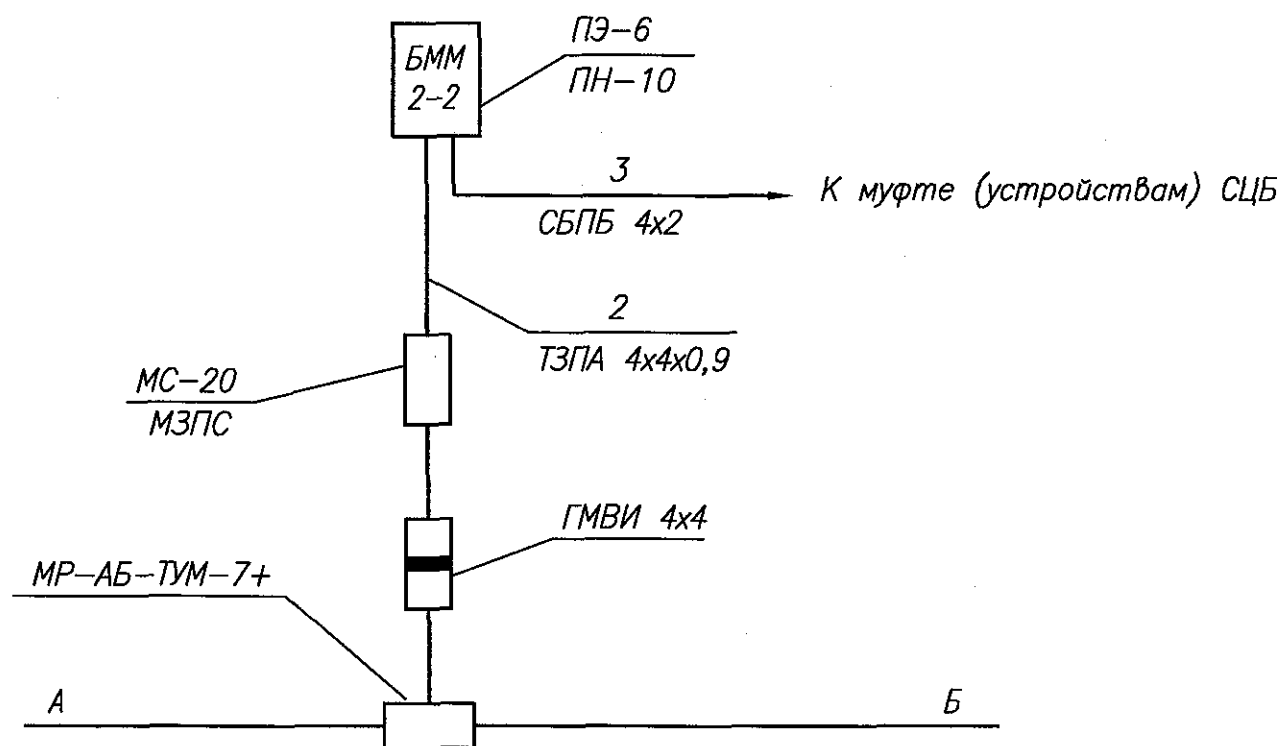 БММ
2-2
ПЭ-6
ПН-10
3
СБПБ 4х2
К муфте (устройствам) СЦБ
2
ТЗПА 4х4х0,9
МС-20
МЗПС
ГМВИ 4х4
МР-АБ-ТУМ-7+
А
Б